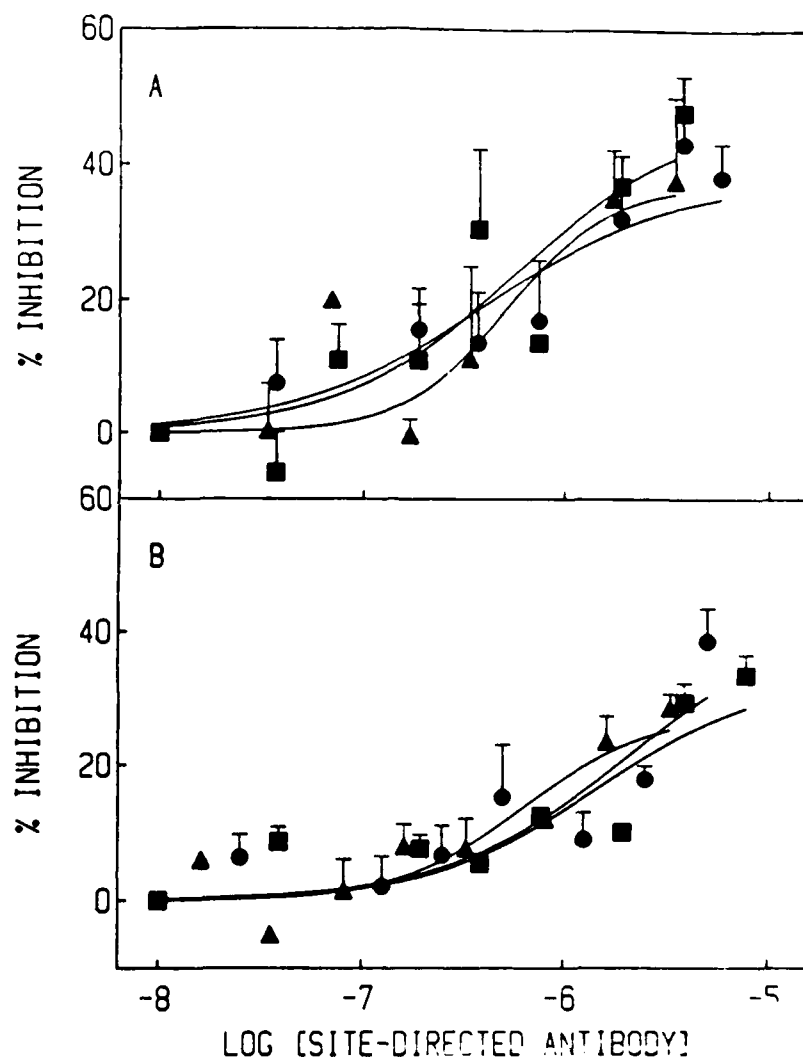 60
A
40
20
0
% INHIBITION
60
B
40
20
0
% INHIBITION
-8 -7 -6 -5
LOG [SITE-DIRECTED ANTIBODY]